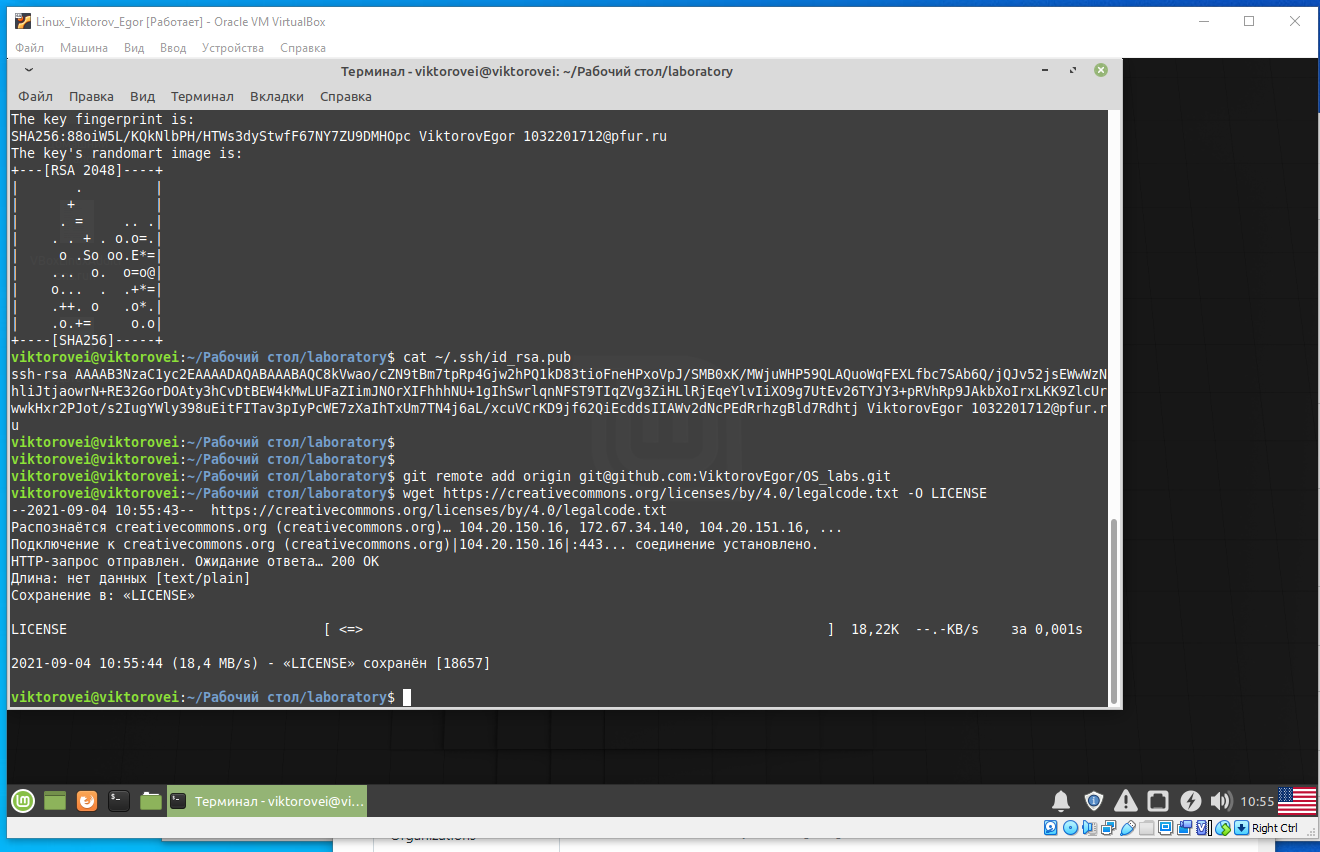 Linux_Viktorov_Egor [Работает] - Oracle VM VirtualBox
Файл Машина Вид Ввод Устройства Справка
Терминал - viktorovei@viktorovei: ~/Рабочий стол/laboratory
Файл Правка Вид Терминал Вкладки Справка
The key fingerprint is:
SHA256:88oiW5L/KQkNlbPH/HTWs3dyStwfF67NY7ZU9DMHOpc ViktorovEgor 1032201712@pfur.ru
The key's randomart image is:
+---[RSA 2048]----+
|       .         |
|      +          |
|     . =     .. .|
|    . . + . o.o=.|
|     o .So oo.E*=|
|    ...  o.  o=o@|
|    o...  .  .+*=|
|    .++. o   .o*.|
|    .o.+=     o.o|
+----[SHA256]-----+
viktorovei@viktorovei:~/Рабочий стол/laboratory$ cat ~/.ssh/id_rsa.pub
ssh-rsa AAAAB3NzaC1yc2EAAAADAQABAAABAQC8kVwao/cZN9tBm7tpRp4Gjw2hPQ1kD83tioFneHPxoVpJ/SMB0xK/MWjuWHP59QLAQuoWqFEXLfbc7SAb6Q/jQJv52jsEWwWzN
hliJtjaowrN+RE32GorDOAty3hCvDtBEW4kMwLUFaZIimJNOrXIFhhhNU+1gIhSwrlqnNFST9TIqZVg3ZiHLlRjEqeYlvIiXO9g7UtEv26TYJY3+pRVhRp9JAkbXoIrxLKK9ZlcUr
wwkHxr2PJot/s2IugYWly398uEitFITav3pIyPcWE7zXaIhTxUm7TN4j6aL/xcuVCrKD9jf62QiEcddsIIAWv2dNcPEdRrhzgBld7Rdhtj ViktorovEgor 1032201712@pfur.r
u
viktorovei@viktorovei:~/Рабочий стол/laboratory$
viktorovei@viktorovei:~/Рабочий стол/laboratory$
viktorovei@viktorovei:~/Рабочий стол/laboratory$ git remote add origin git@github.com:ViktorovEgor/OS_labs.git
viktorovei@viktorovei:~/Рабочий стол/laboratory$ wget https://creativecommons.org/licenses/by/4.0/legalcode.txt -O LICENSE
--2021-09-04 10:55:43--  https://creativecommons.org/licenses/by/4.0/legalcode.txt
Распознаётся creativecommons.org (creativecommons.org)… 104.20.150.16, 172.67.34.140, 104.20.151.16, ...
Подключение к creativecommons.org (creativecommons.org)|104.20.150.16|:443... соединение установлено.
HTTP-запрос отправлен. Ожидание ответа… 200 OK
Длина: нет данных [text/plain]
Сохранение в: «LICENSE»
LICENSE [ <=> ] 18,22K --.-KB/s за 0,001s
2021-09-04 10:55:44 (18,4 MB/s) - «LICENSE» сохранён [18657]
viktorovei@viktorovei:~/Рабочий стол/laboratory$
Терминал - viktorovei@vi...
10:55
Right Ctrl
Organizations